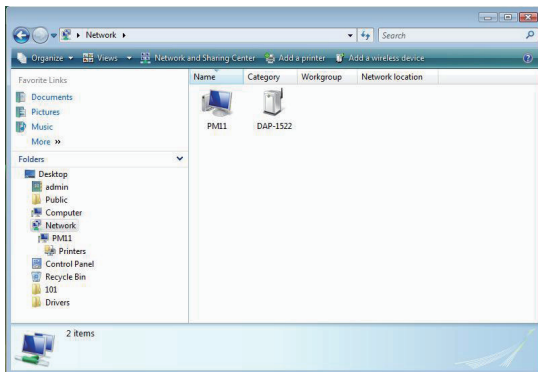 Network
Search
Organize Views Network and Sharing Center Add a printer Add a wireless device
Favorite Links
Documents
Pictures
Music
More »
Folders
Desktop
admin
Public
Computer
Network
PM11
Printers
Control Panel
Recycle Bin
101
Drivers
Name Category Workgroup Network location
PM11 DAP-1522
2 items